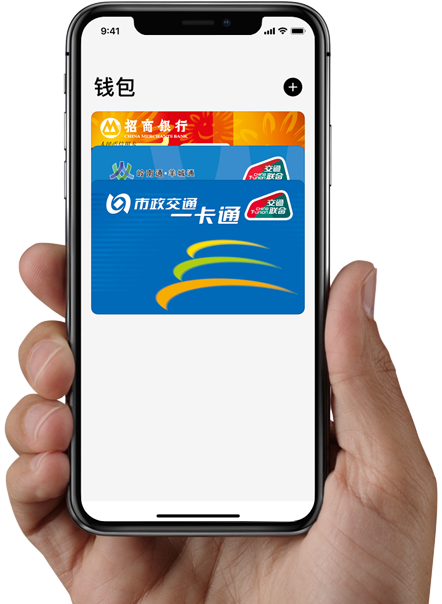 9:41
钱包
招商银行
CHINA MERCHANTS BANK
岭南通·羊城通
交通
CHINA
T-union 联合
市政交通
一卡通
交通
CHINA
T-union 联合